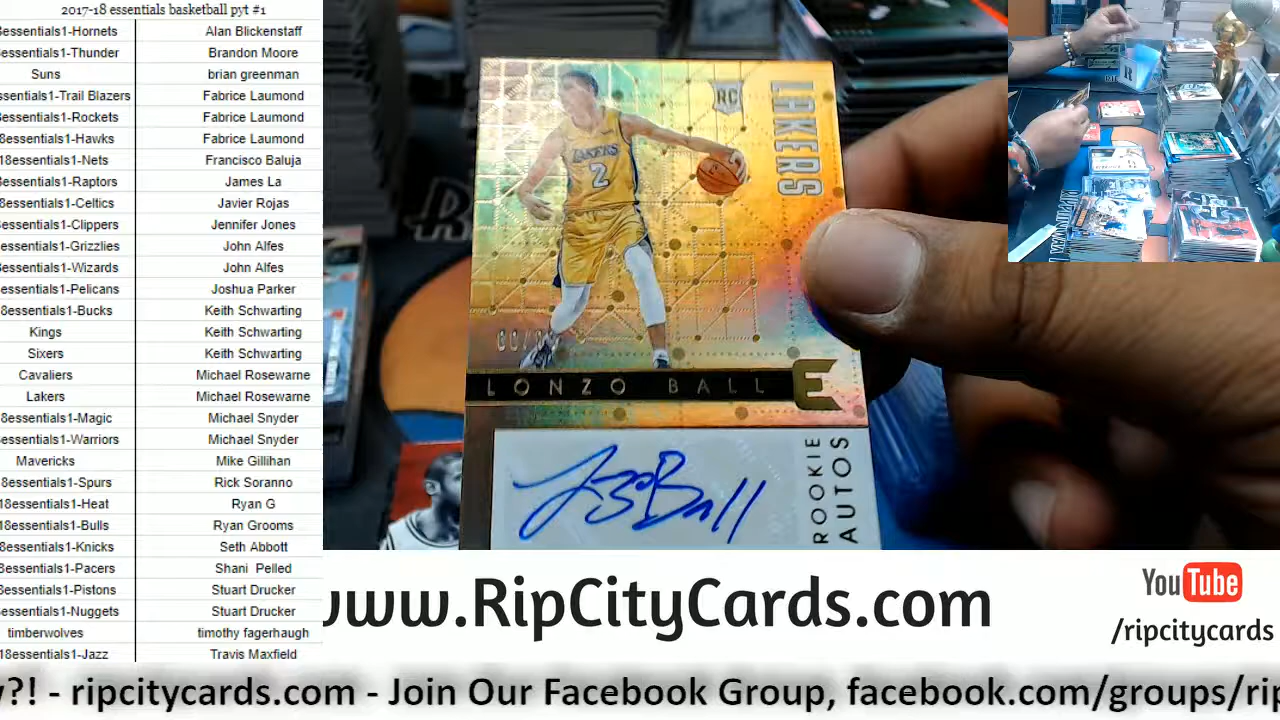 2017-18 essentials basketball pyt #1
8essentials1-Hornets Alan Blickenstaff
essentials1-Thunder Brandon Moore
Suns brian greenman
ssentials1-Trail Blazers Fabrice Laumond
essentials1-Rockets Fabrice Laumond
8essentials1-Hawks Fabrice Laumond
18essentials1-Nets Francisco Baluja
essentials1-Raptors James La
8essentials1-Celtics Javier Rojas
essentials1-Clippers Jennifer Jones
essentials1-Grizzlies John Alfes
essentials1-Wizards John Alfes
essentials1-Pelicans Joshua Parker
8essentials1-Bucks Keith Schwarting
Kings Keith Schwarting
Sixers Keith Schwarting
Cavaliers Michael Rosewarne
Lakers Michael Rosewarne
8essentials1-Magic Michael Snyder
essentials1-Warriors Michael Snyder
Mavericks Mike Gillihan
8essentials1-Spurs Rick Soranno
18essentials1-Heat Ryan G
18essentials1-Bulls Ryan Grooms
8essentials1-Knicks Seth Abbott
essentials1-Pacers Shani Pelled
8essentials1-Pistons Stuart Drucker
essentials1-Nuggets Stuart Drucker
timberwolves timothy fagerhaugh
18essentials1-Jazz Travis Maxfield
RC
LAKERS
LAKERS
2
LONZO BALL E
ROOKIE
AUTOS
www.RipCityCards.com
YouTube
/ripcitycards
y?! - ripcitycards.com - Join Our Facebook Group, facebook.com/groups/rip